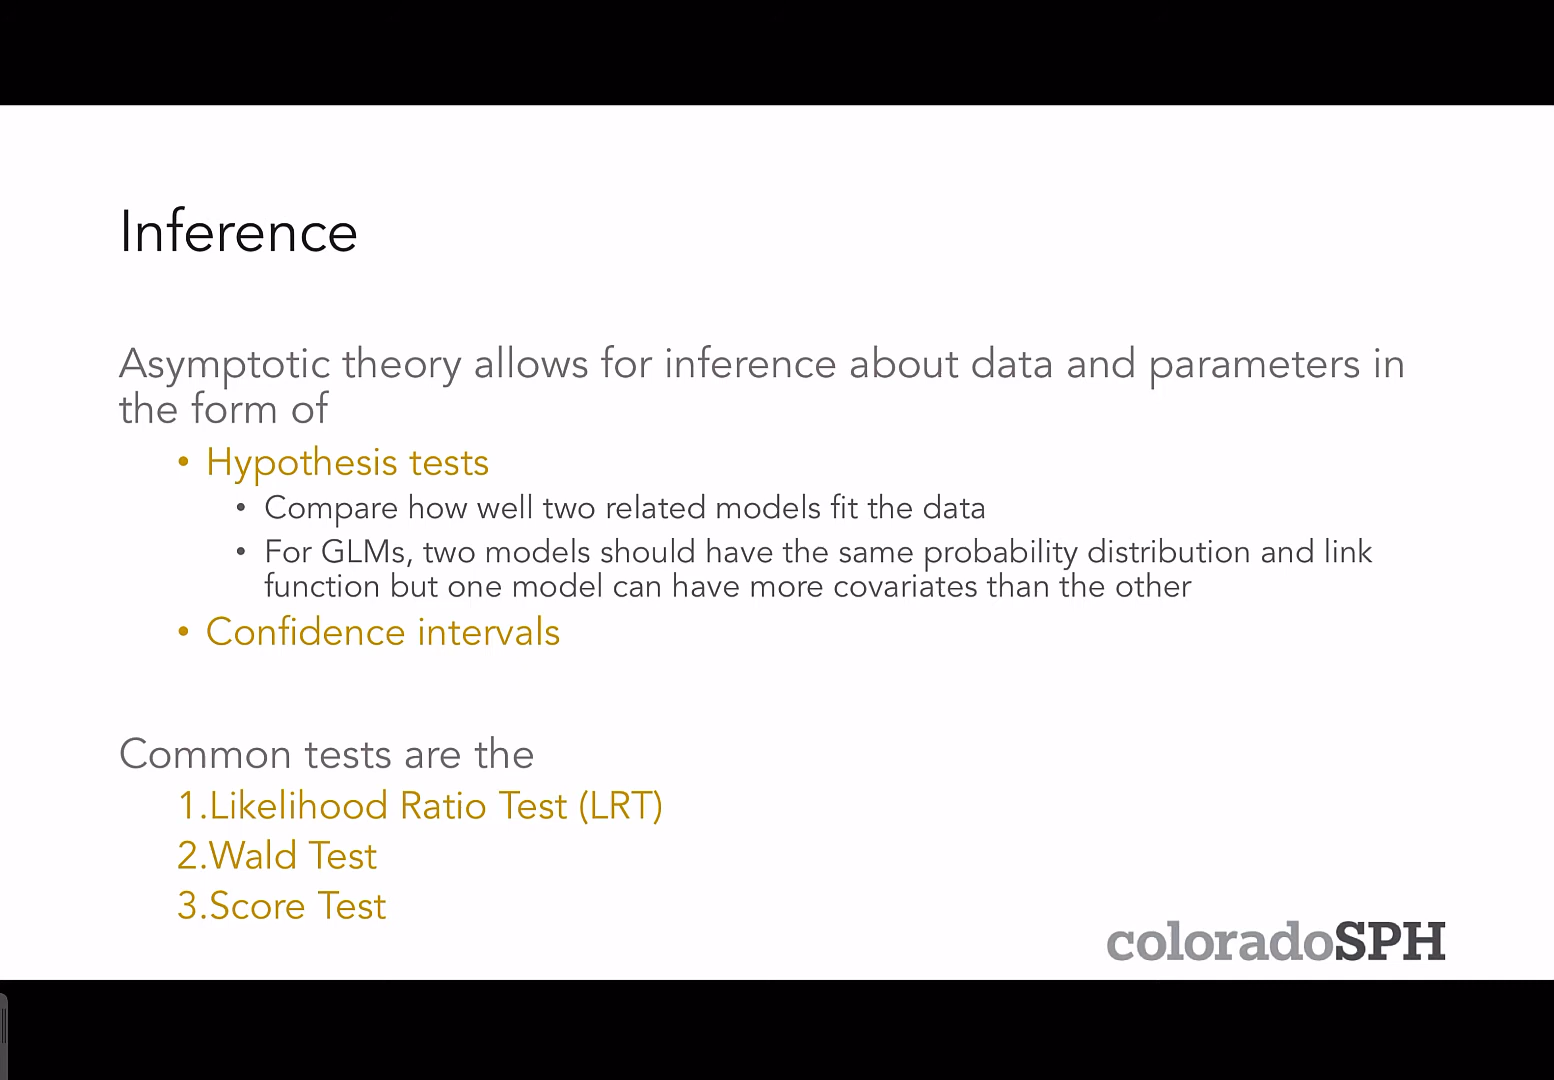 Inference
Asymptotic theory allows for inference about data and parameters in
the form of
• Hypothesis tests
• Compare how well two related models fit the data
• For GLMs, two models should have the same probability distribution and link
function but one model can have more covariates than the other
• Confidence intervals
Common tests are the
1.Likelihood Ratio Test (LRT)
2.Wald Test
3.Score Test
coloradoSPH